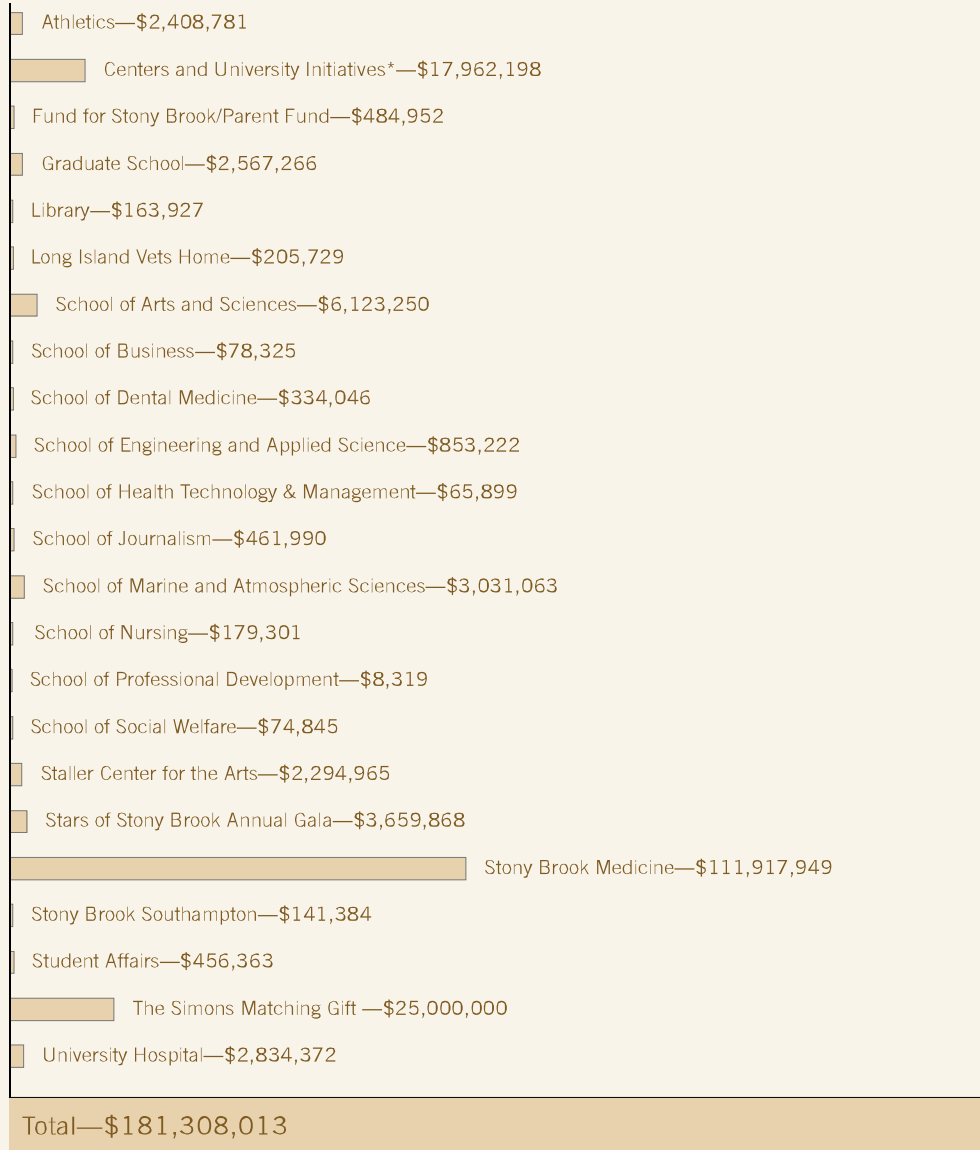 Athletics—$2,408,781
Centers and University Initiatives*—$17,962,198
Fund for Stony Brook/Parent Fund—$484,952
Graduate School—$2,567,266
Library—$163,927
Long Island Vets Home—$205,729
School of Arts and Sciences—$6,123,250
School of Business—$78,325
School of Dental Medicine—$334,046
School of Engineering and Applied Science—$853,222
School of Health Technology & Management—$65,899
School of Journalism—$461,990
School of Marine and Atmospheric Sciences—$3,031,063
School of Nursing—$179,301
School of Professional Development—$8,319
School of Social Welfare—$74,845
Staller Center for the Arts—$2,294,965
Stars of Stony Brook Annual Gala—$3,659,868
Stony Brook Medicine—$111,917,949
Stony Brook Southampton—$141,384
Student Affairs—$456,363
The Simons Matching Gift —$25,000,000
University Hospital—$2,834,372
Total—$181,308,013